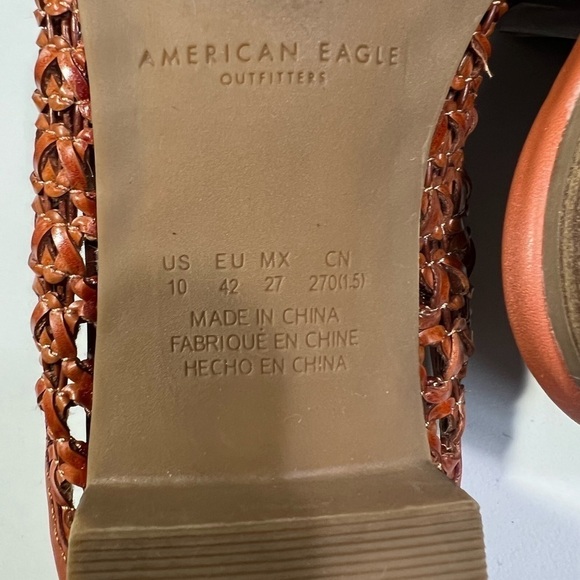 AMERICAN EAGLE
OUTFITTERS
US EU MX CN
10 42 27 270(1.5)
MADE IN CHINA
FABRIQUÉ EN CHINE
HECHO EN CHINA